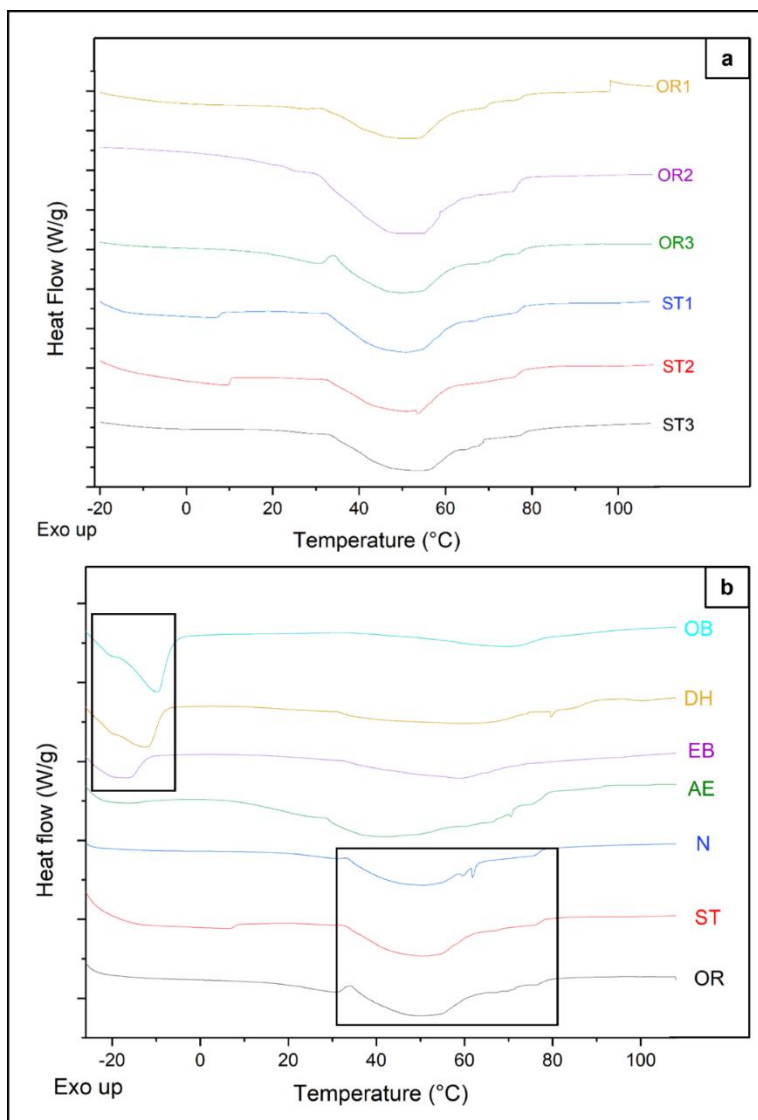 a
OR1
OR2
OR3
ST1
ST2
ST3
Heat Flow (W/g)
-20 0 20 40 60 80 100
Exo up
Temperature (°C)
b
OB
DH
EB
AE
N
ST
OR
Heat flow (W/g)
-20 0 20 40 60 80 100
Exo up
Temperature (°C)